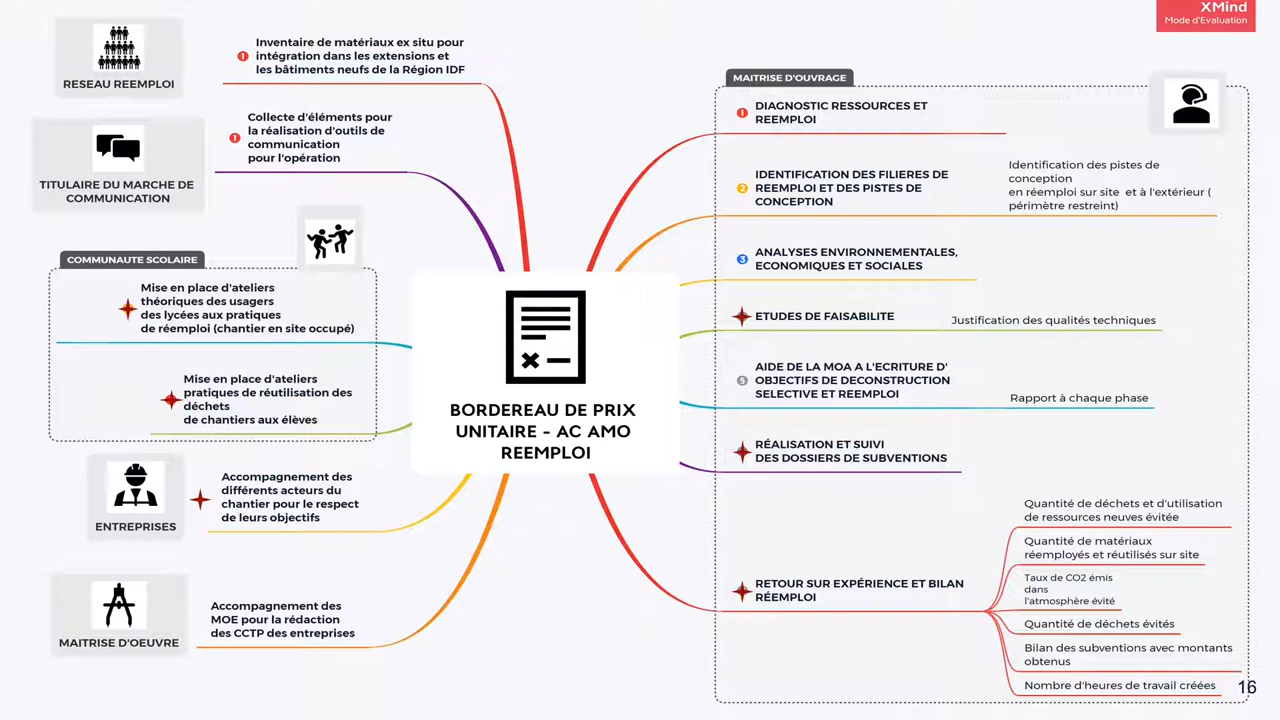 XMind
Mode d'Evaluation
RESEAU REEMPLOI
1
Inventaire de matériaux ex situ pour
intégration dans les extensions et
les bâtiments neufs de la Région IDF
TITULAIRE DU MARCHE DE
COMMUNICATION
1
Collecte d'éléments pour
la réalisation d'outils de
communication
pour l'opération
COMMUNAUTE SCOLAIRE
Mise en place d'ateliers
théoriques des usagers
des lycées aux pratiques
de réemploi (chantier en site occupé)
Mise en place d'ateliers
pratiques de réutilisation des
déchets
de chantiers aux élèves
ENTREPRISES
Accompagnement des
différents acteurs du
chantier pour le respect
de leurs objectifs
MAITRISE D'OEUVRE
Accompagnement des
MOE pour la rédaction
des CCTP des entreprises
BORDEREAU DE PRIX
UNITAIRE - AC AMO
REEMPLOI
MAITRISE D'OUVRAGE
1
DIAGNOSTIC RESSOURCES ET
REEMPLOI
2
IDENTIFICATION DES FILIERES DE
REEMPLOI ET DES PISTES DE
CONCEPTION
Identification des pistes de
conception
en réemploi sur site et à l'extérieur (
périmètre restreint)
3
ANALYSES ENVIRONNEMENTALES,
ECONOMIQUES ET SOCIALES
ETUDES DE FAISABILITE
Justification des qualités techniques
5
AIDE DE LA MOA A L'ECRITURE D'
OBJECTIFS DE DECONSTRUCTION
SELECTIVE ET REEMPLOI
Rapport à chaque phase
RÉALISATION ET SUIVI
DES DOSSIERS DE SUBVENTIONS
RETOUR SUR EXPÉRIENCE ET BILAN
RÉEMPLOI
Quantité de déchets et d'utilisation
de ressources neuves évitée
Quantité de matériaux
réemployés et réutilisés sur site
Taux de CO2 émis
dans
l'atmosphère évité
Quantité de déchets évités
Bilan des subventions avec montants
obtenus
Nombre d'heures de travail créées
16